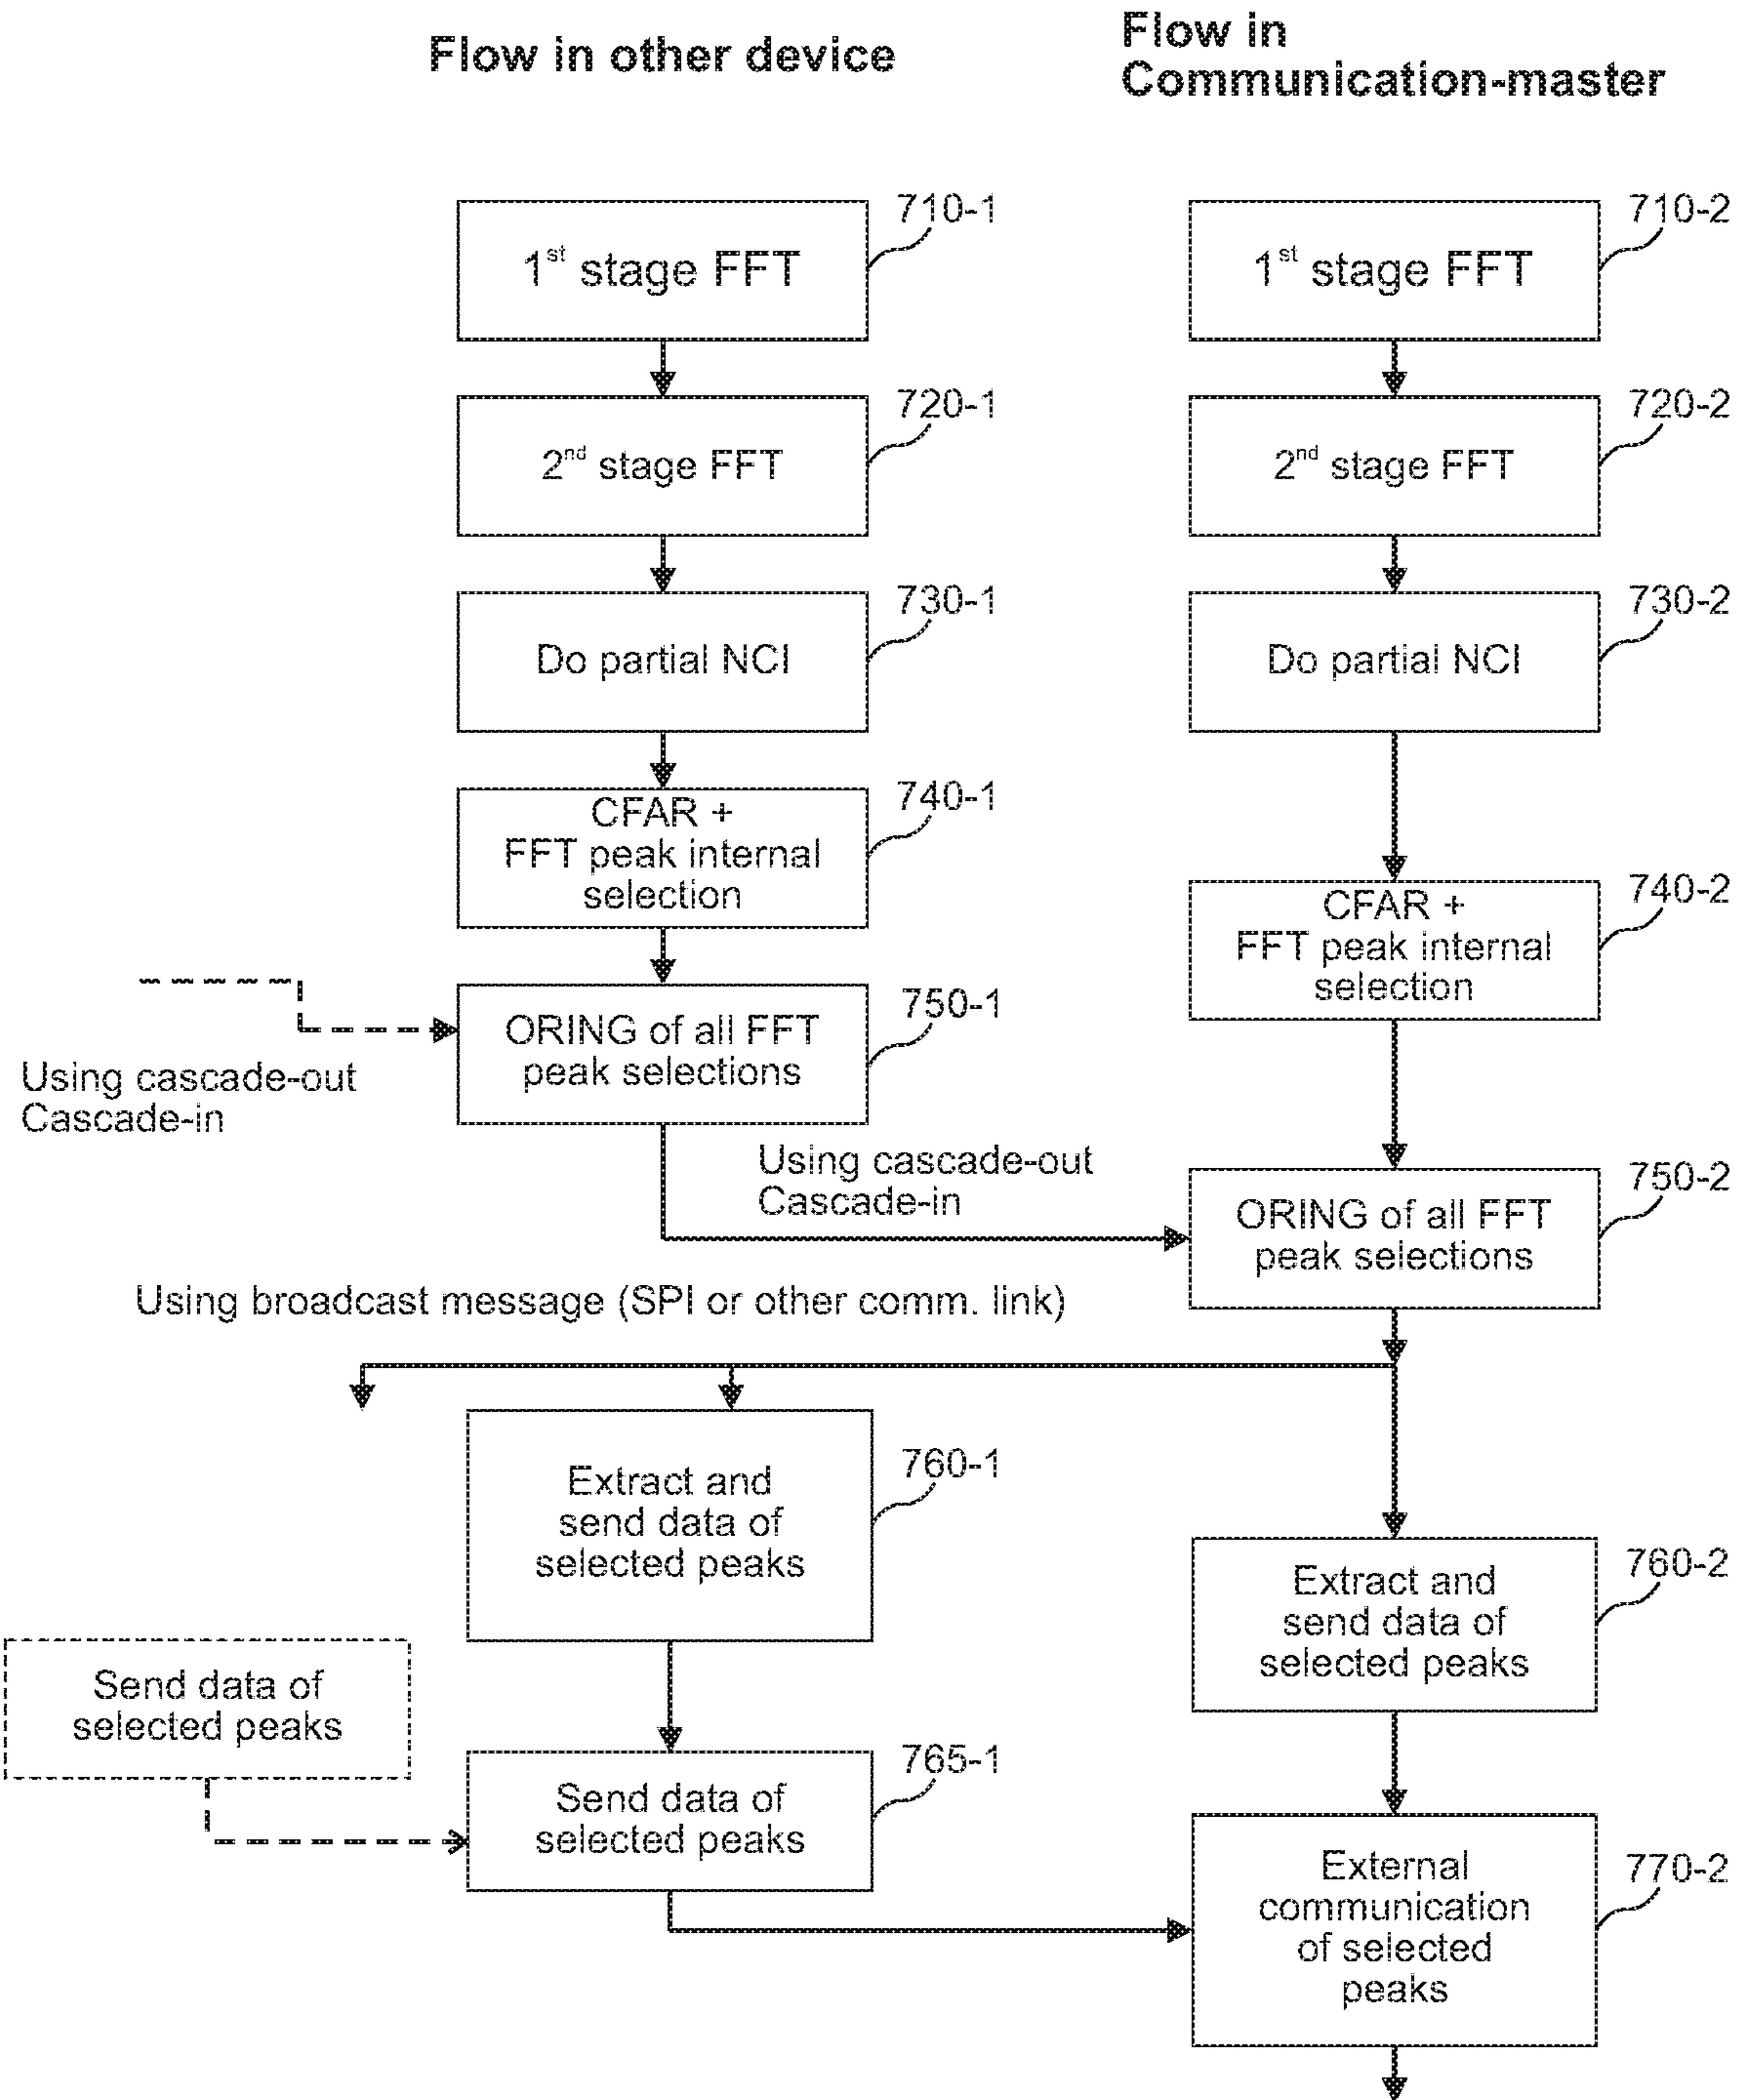 Flow in other device
Flow in
Communication-master
710-1
1st stage FFT
710-2
1st stage FFT
720-1
2nd stage FFT
720-2
2nd stage FFT
730-1
Do partial NCI
730-2
Do partial NCI
740-1
CFAR +
FFT peak internal
selection
740-2
CFAR +
FFT peak internal
selection
750-1
ORING of all FFT
peak selections
Using cascade-out
Cascade-in
Using cascade-out
Cascade-in
750-2
ORING of all FFT
peak selections
Using broadcast message (SPI or other comm. link)
760-1
Extract and
send data of
selected peaks
760-2
Extract and
send data of
selected peaks
Send data of
selected peaks
765-1
Send data of
selected peaks
770-2
External
communication
of selected
peaks